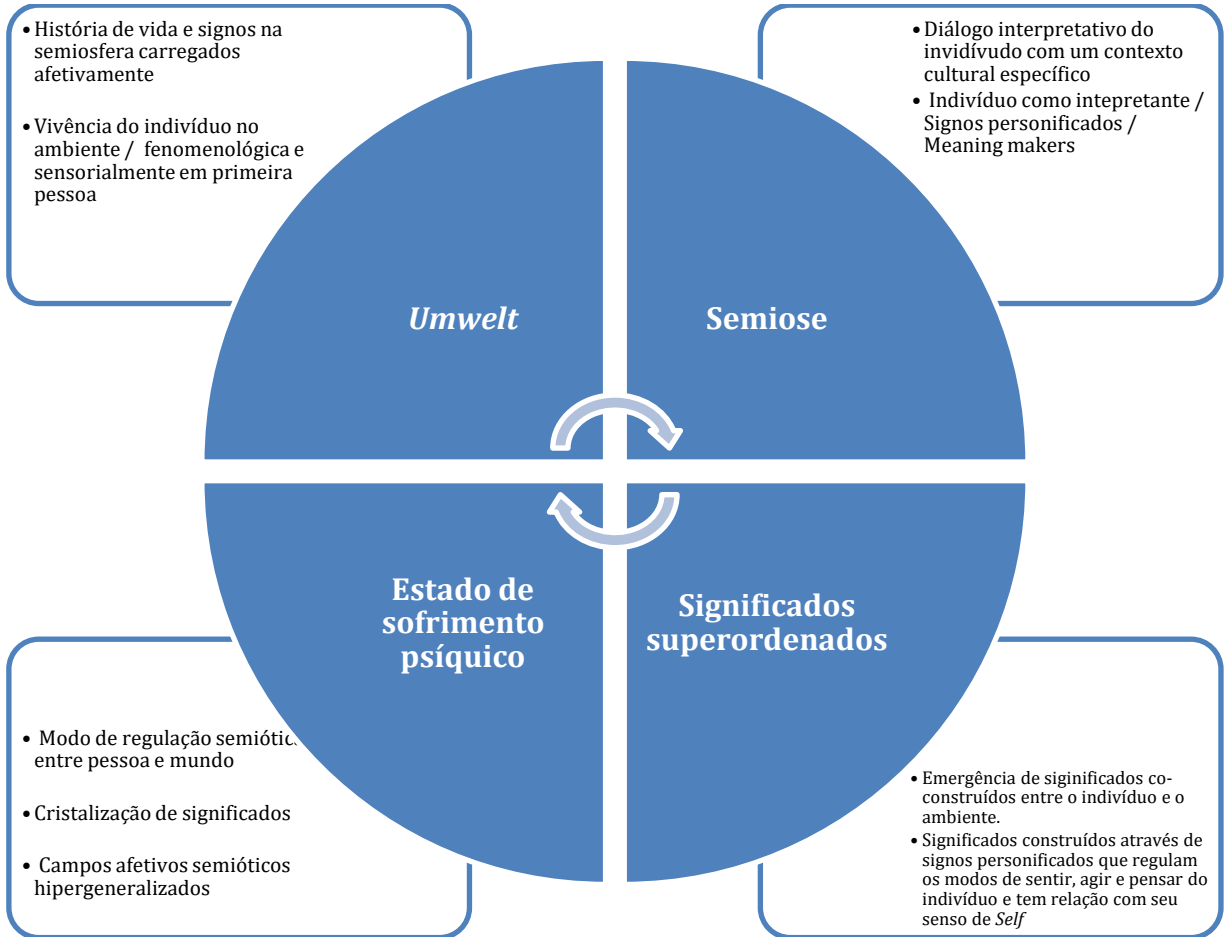 •História de vida e signos na
semiosfera carregados
afetivamente
•Vivência do indivíduo no
ambiente / fenomenológica e
sensorialmente em primeira
pessoa
•Diálogo interpretativo do
invidívudo com um contexto
cultural específico
• Indivíduo como intepretante /
Signos personificados /
Meaning makers
Umwelt
Semiose
Estado de
sofrimento
psíquico
Significados
superordenados
• Modo de regulação semiótic
entre pessoa e mundo
•Cristalização de significados
• Campos afetivos semióticos
hipergeneralizados
•Emergência de siginificados co-
construídos entre o indivíduo e o
ambiente.
•Significados construídos através de
signos personificados que regulam
os modos de sentir, agir e pensar do
indivíduo e tem relação com seu
senso de Self